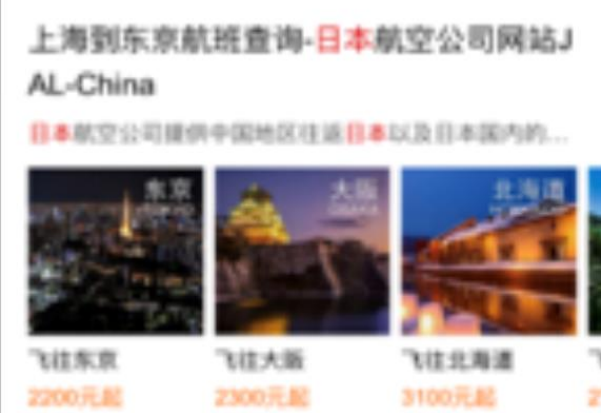 上海到东京航班查询-日本航空公司网站J
AL-China
日本航空公司提供中国地区往返日本以及日本国内的...
东京
大阪
北海道
飞往东京
飞往大阪
飞往北海道
2200元起
2300元起
3100元起